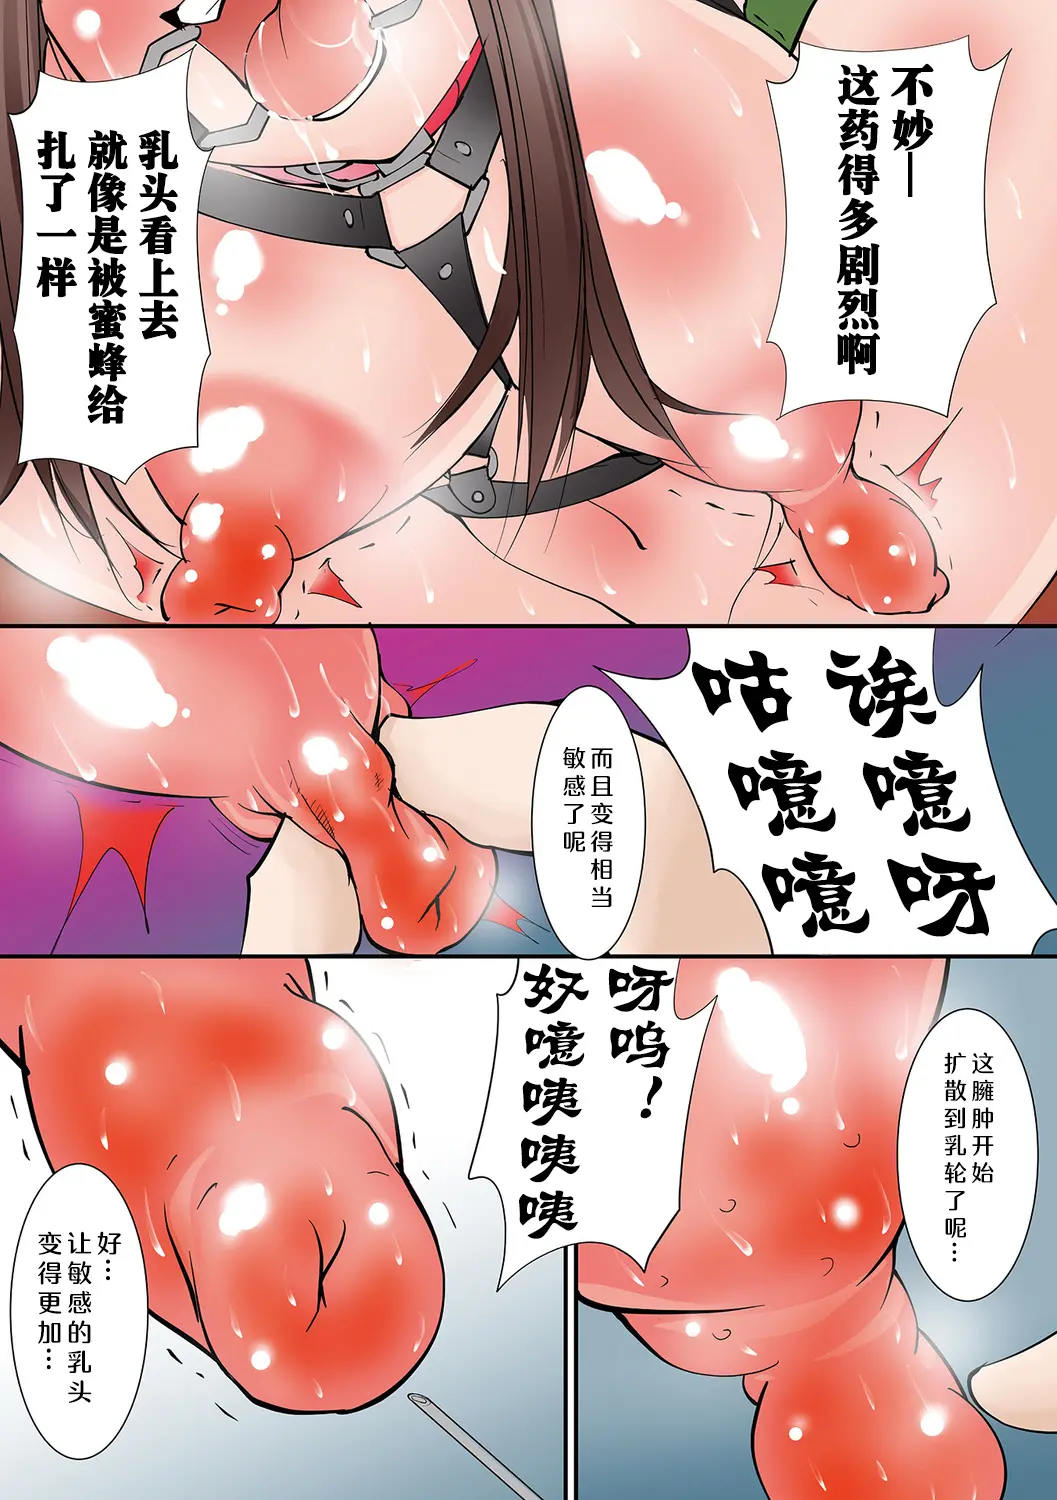 不妙—
这药得多剧烈啊
乳头看上去
就像是被蜜蜂给
扎了一样
诶噫呀
咕噫噫
而且变得相当
敏感了呢
这臃肿开始
扩散到乳轮了呢…
呀呜！
奴噫咦咦咦
好…
让敏感的乳头
变得更加…